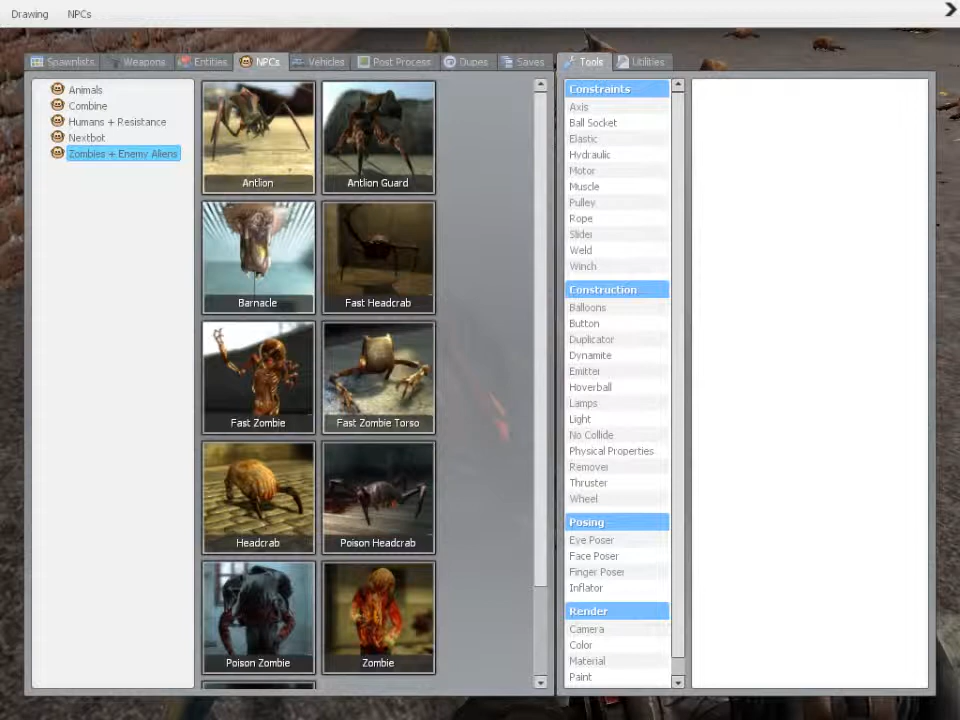 Drawing NPCs
Spawnlists Weapons Entities NPCs Vehicles Post Process Dupes Saves Tools Utilities
Animals
Combine
Humans + Resistance
Nextbot
Zombies + Enemy Aliens
Antlion
Antlion Guard
Barnacle
Fast Headcrab
Fast Zombie
Fast Zombie Torso
Headcrab
Poison Headcrab
Poison Zombie
Zombie
Constraints
Axis
Ball Socket
Elastic
Hydraulic
Motor
Muscle
Pulley
Rope
Slider
Weld
Winch
Construction
Balloons
Button
Duplicator
Dynamite
Emitter
Hoverball
Lamps
Light
No Collide
Physical Properties
Remover
Thruster
Wheel
Posing
Eye Poser
Face Poser
Finger Poser
Inflator
Render
Camera
Color
Material
Paint